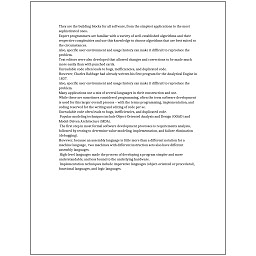 They are the building blocks for all software, from the simplest applications to the most
sophisticated ones.
Expert programmers are familiar with a variety of well-established algorithms and their
respective complexities and use this knowledge to choose algorithms that are best suited to
the circumstances.
Also, specific user environment and usage history can make it difficult to reproduce the
problem.
Text editors were also developed that allowed changes and corrections to be made much
more easily than with punched cards.
Unreadable code often leads to bugs, inefficiencies, and duplicated code.
However, Charles Babbage had already written his first program for the Analytical Engine in
1837.
Also, specific user environment and usage history can make it difficult to reproduce the
problem.
Many applications use a mix of several languages in their construction and use.
While these are sometimes considered programming, often the term software development
is used for this larger overall process – with the terms programming, implementation, and
coding reserved for the writing and editing of code per se.
Unreadable code often leads to bugs, inefficiencies, and duplicated code.
Popular modeling techniques include Object-Oriented Analysis and Design (OOAD) and
Model-Driven Architecture (MDA).
The first step in most formal software development processes is requirements analysis,
followed by testing to determine value modeling, implementation, and failure elimination
(debugging).
However, because an assembly language is little more than a different notation for a
machine language, two machines with different instruction sets also have different
assembly languages.
High-level languages made the process of developing a program simpler and more
understandable, and less bound to the underlying hardware.
Implementation techniques include imperative languages (object-oriented or procedural),
functional languages, and logic languages.